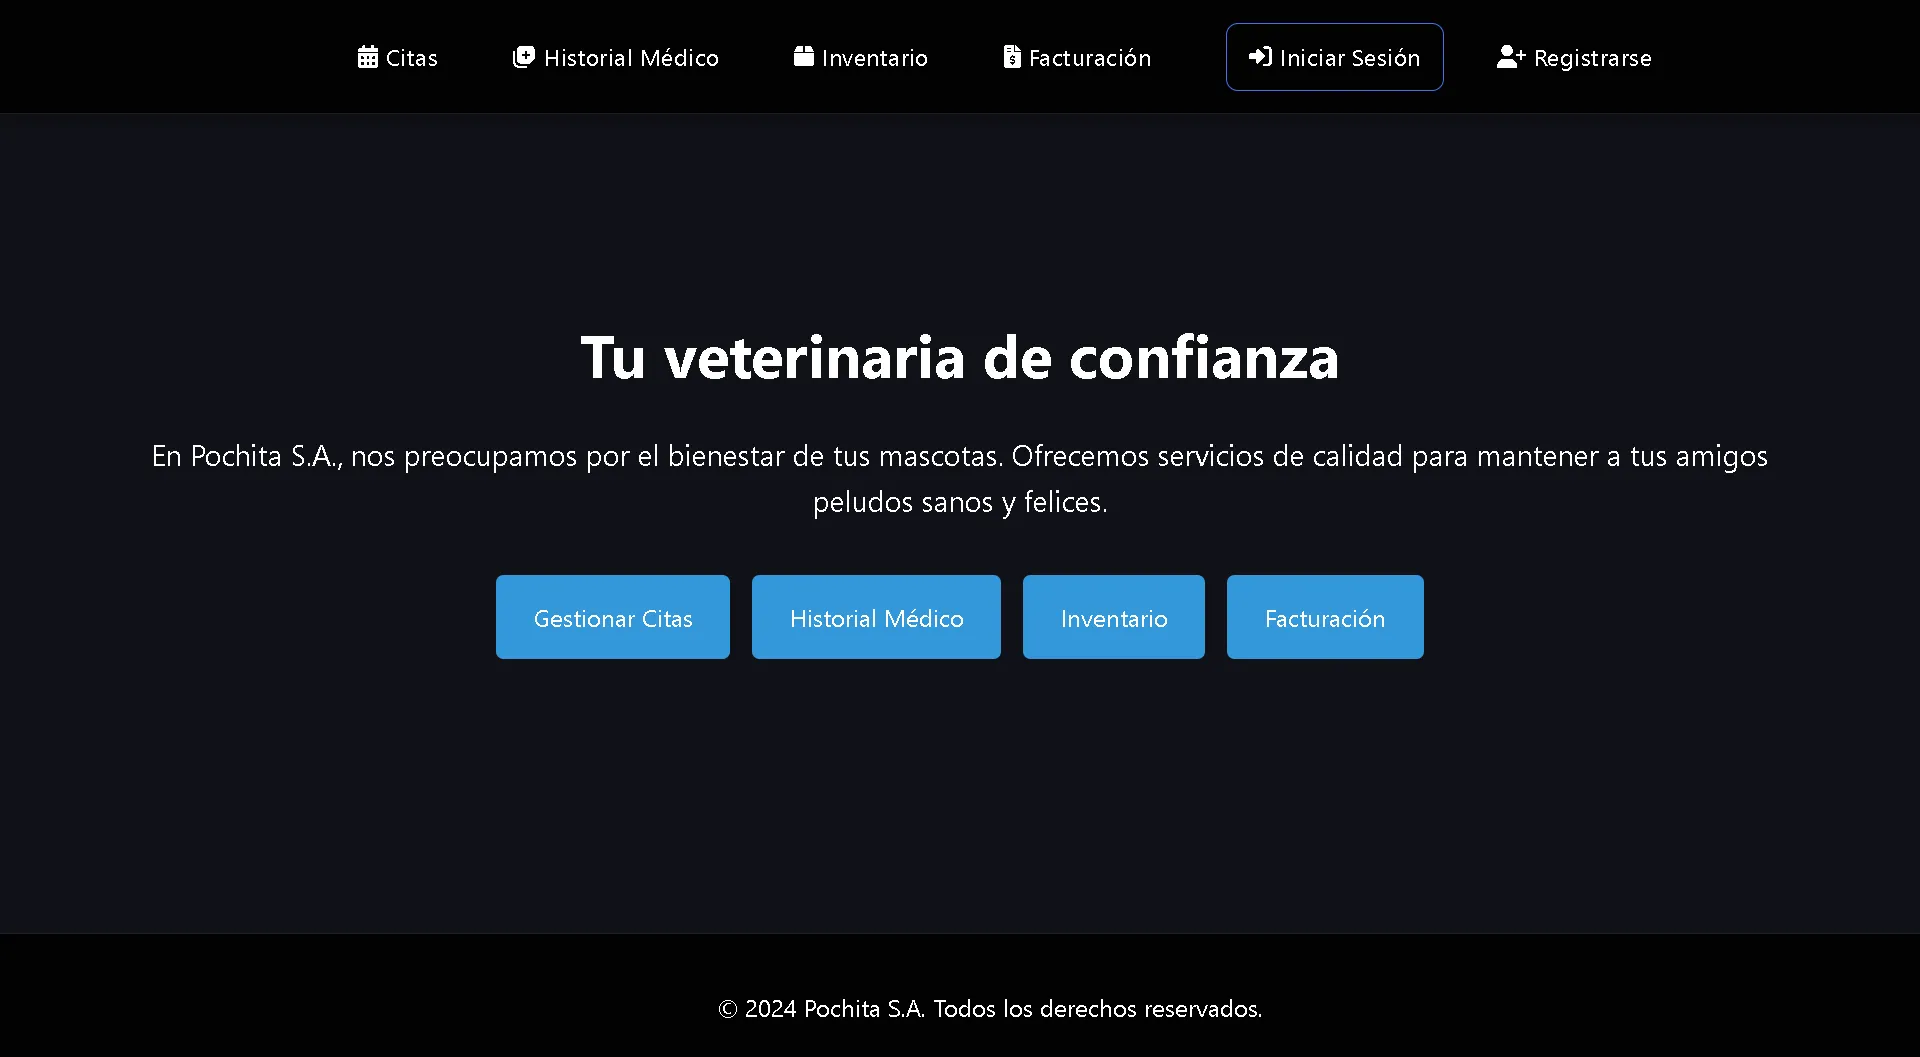 Citas Historial Médico Inventario Facturación Iniciar Sesión Registrarse
Tu veterinaria de confianza
En Pochita S.A., nos preocupamos por el bienestar de tus mascotas. Ofrecemos servicios de calidad para mantener a tus amigos
peludos sanos y felices.
Gestionar Citas Historial Médico Inventario Facturación
© 2024 Pochita S.A. Todos los derechos reservados.